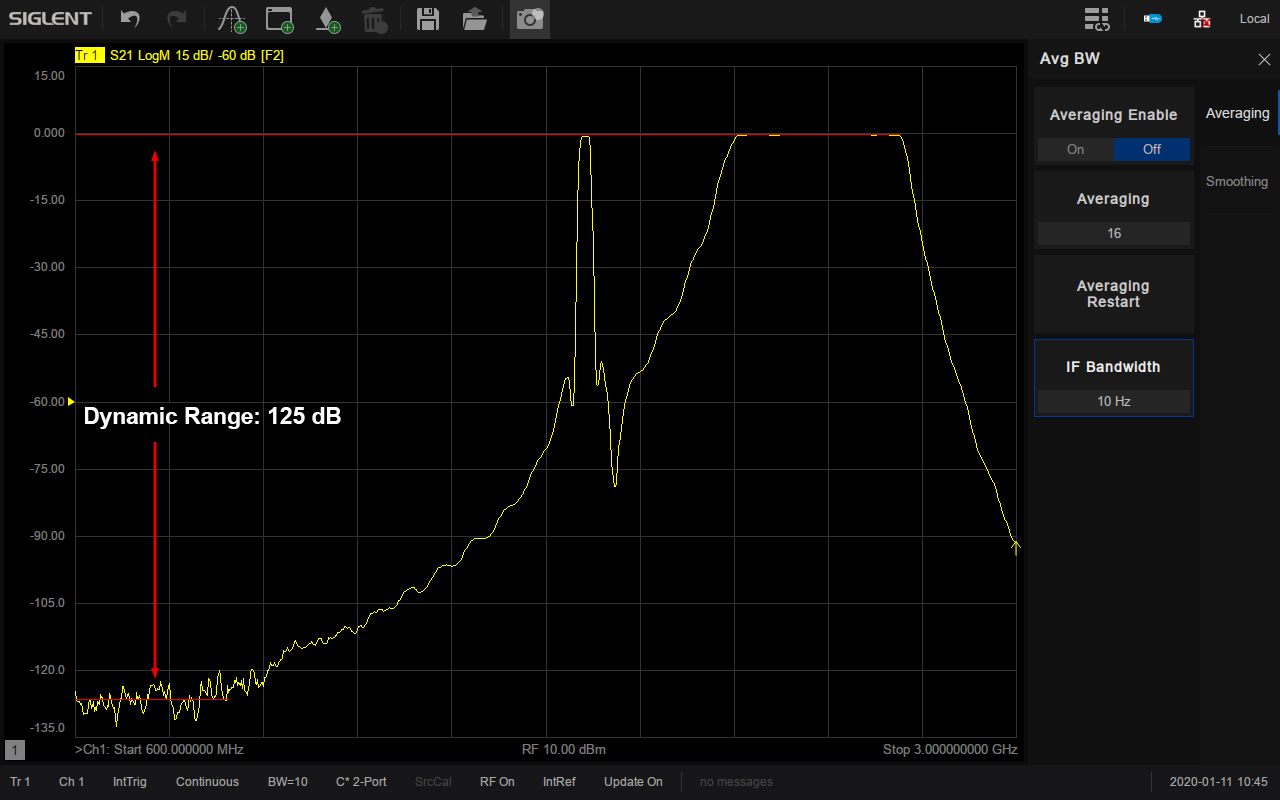 SIGLENT
Local
Tr 1 S21 LogM 15 dB/ -60 dB [F2]
15.00
0.000
-15.00
-30.00
-45.00
-60.00
-75.00
-90.00
-105.0
-120.0
-135.0
Dynamic Range: 125 dB
1
>Ch1: Start 600.000000 MHz
RF 10.00 dBm
Stop 3.000000000 GHz
Avg BW
Averaging Enable
On Off
Averaging
16
Averaging
Restart
IF Bandwidth
10 Hz
Averaging
Smoothing
Tr 1 Ch 1 IntTrig Continuous BW=10 C* 2-Port SrcCal RF On IntRef Update On no messages 2020-01-11 10:45